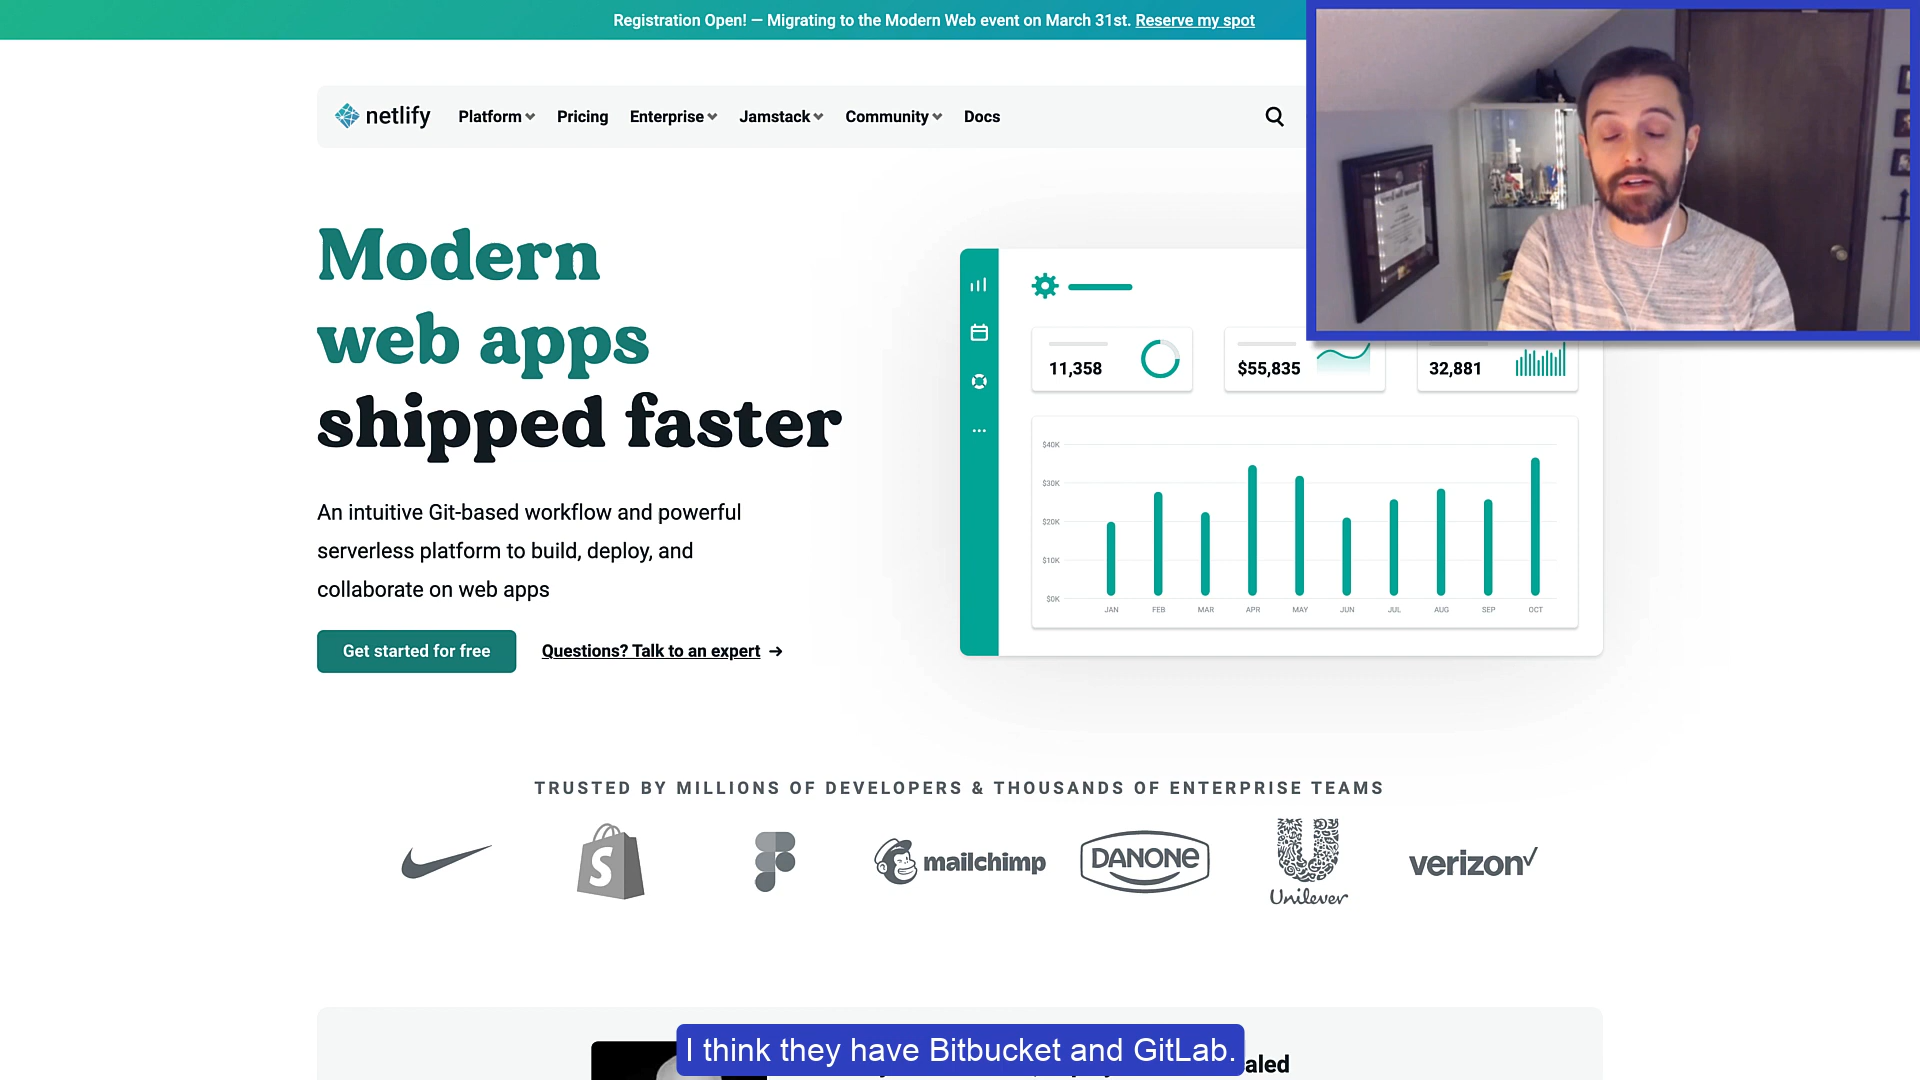 Registration Open! — Migrating to the Modern Web event on March 31st. Reserve my spot
netlify Platform Pricing Enterprise Jamstack Community Docs
Modern
web apps
shipped faster
An intuitive Git-based workflow and powerful
serverless platform to build, deploy, and
collaborate on web apps
Get started for free Questions? Talk to an expert →
11,358 $55,835 32,881
$40K
$30K
$20K
$10K
$0K
JAN FEB MAR APR MAY JUN JUL AUG SEP OCT
TRUSTED BY MILLIONS OF DEVELOPERS & THOUSANDS OF ENTERPRISE TEAMS
mailchimp DANONE Unilever verizon
I think they have Bitbucket and GitLab.